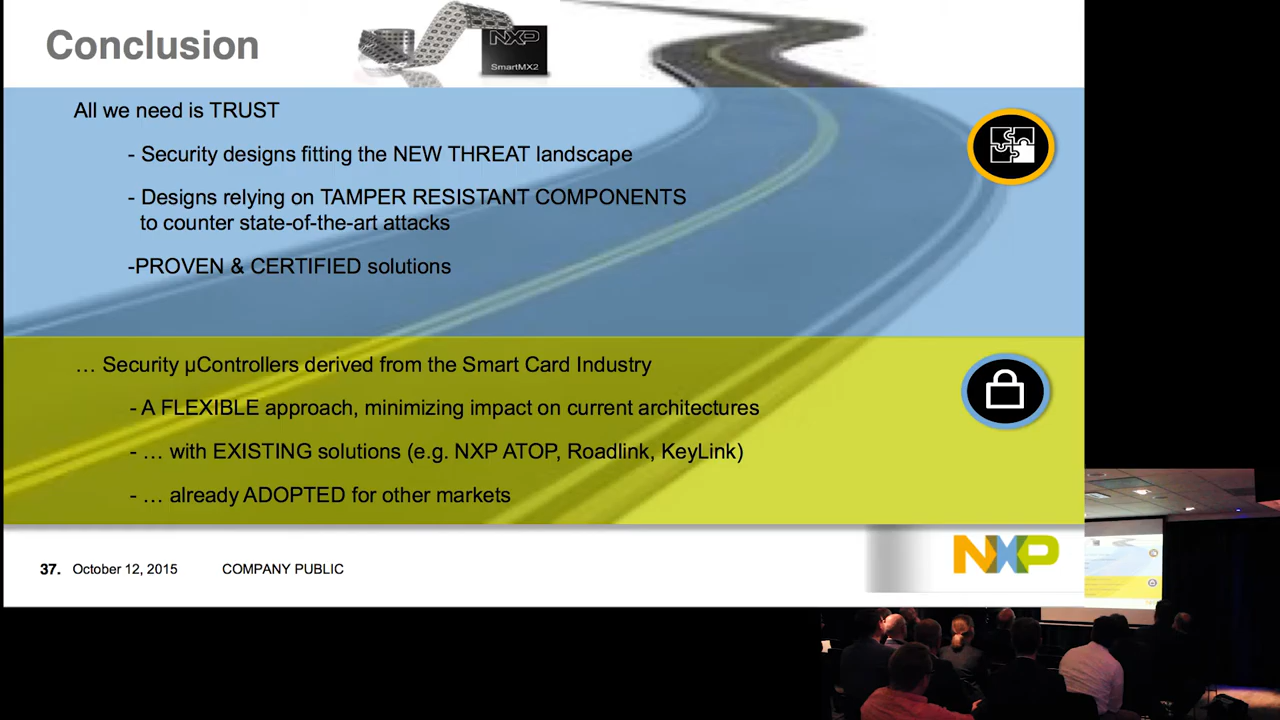 Conclusion
NXP
SmartMX2
All we need is TRUST
- Security designs fitting the NEW THREAT landscape
- Designs relying on TAMPER RESISTANT COMPONENTS
to counter state-of-the-art attacks
-PROVEN & CERTIFIED solutions
… Security µControllers derived from the Smart Card Industry
- A FLEXIBLE approach, minimizing impact on current architectures
- … with EXISTING solutions (e.g. NXP ATOP, Roadlink, KeyLink)
- … already ADOPTED for other markets
37. October 12, 2015 COMPANY PUBLIC
NXP